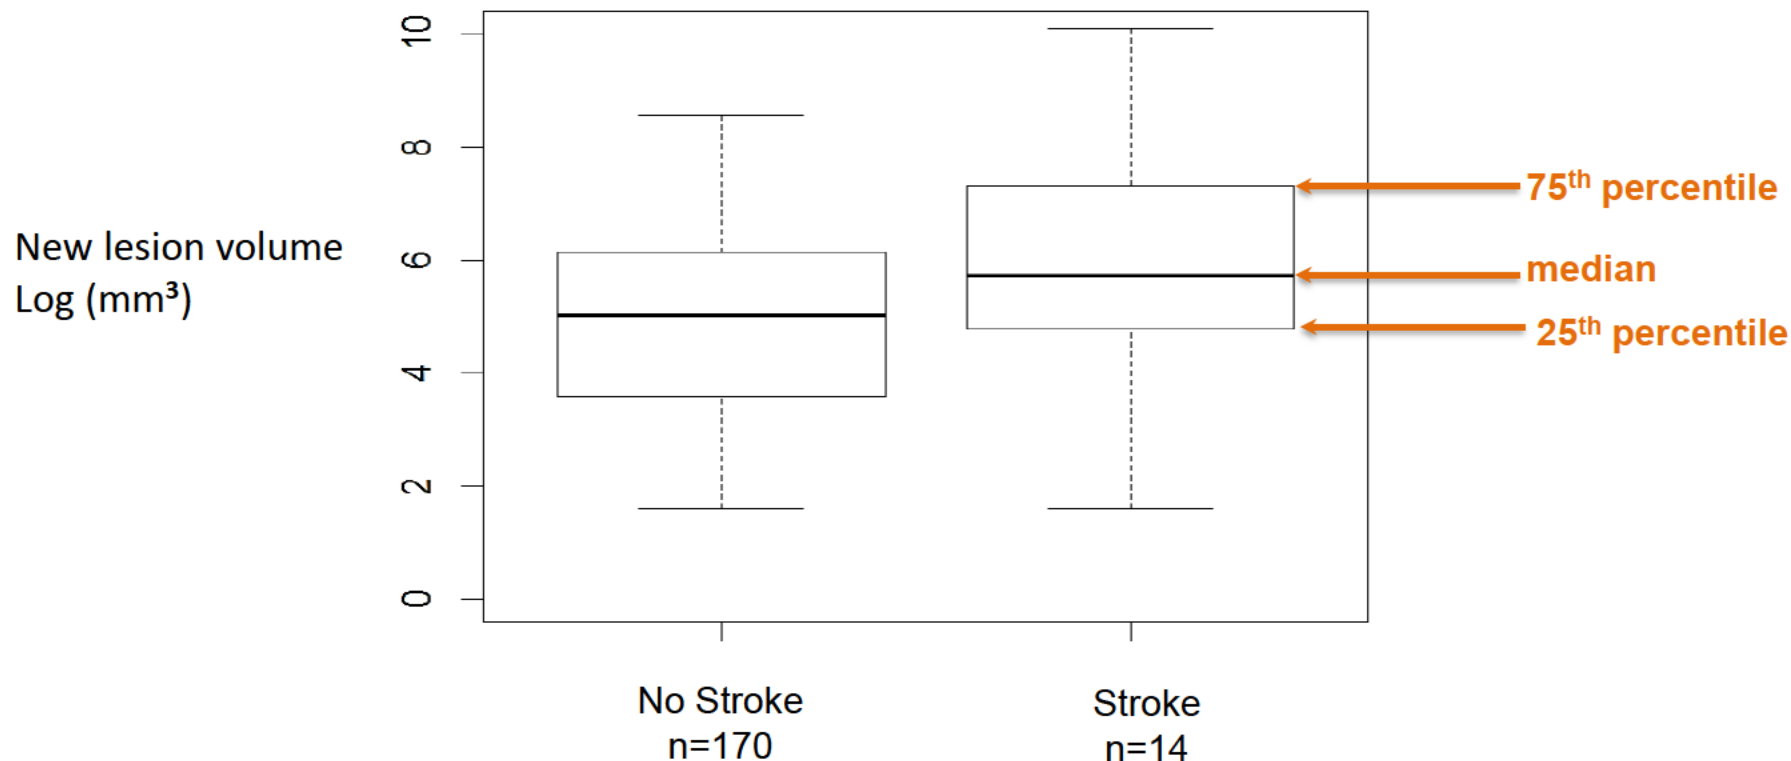 New lesion volume
Log (mm³)
10
8
6
4
2
0
75th percentile
median
25th percentile
No Stroke
n=170
Stroke
n=14